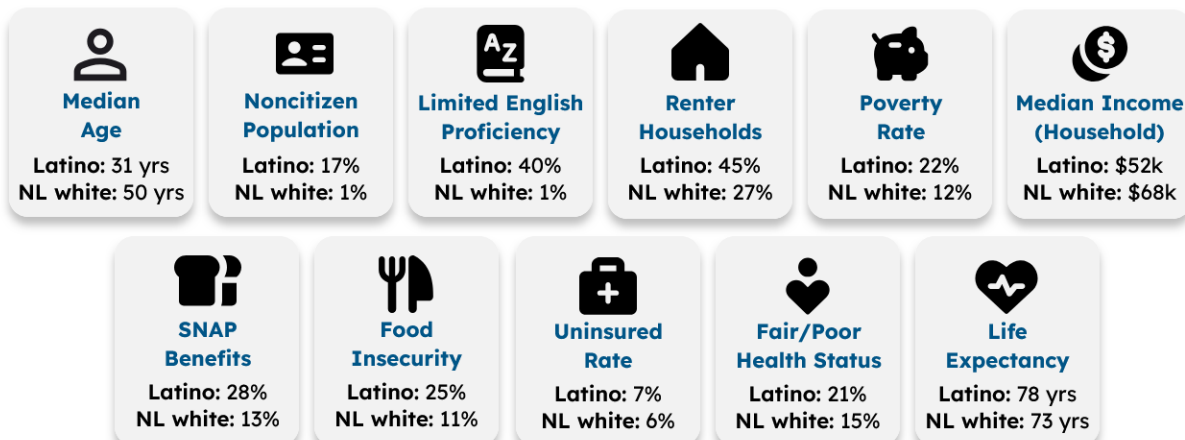 AZ
Median
Age
Latino: 31 yrs
NL white: 50 yrs
Noncitizen
Population
Latino: 17%
NL white: 1%
Limited English
Proficiency
Latino: 40%
NL white: 1%
Renter
Households
Latino: 45%
NL white: 27%
Poverty
Rate
Latino: 22%
NL white: 12%
$
Median Income
(Household)
Latino: $52k
NL white: $68k
SNAP
Benefits
Latino: 28%
NL white: 13%
Food
Insecurity
Latino: 25%
NL white: 11%
Uninsured
Rate
Latino: 7%
NL white: 6%
Fair/Poor
Health Status
Latino: 21%
NL white: 15%
Life
Expectancy
Latino: 78 yrs
NL white: 73 yrs